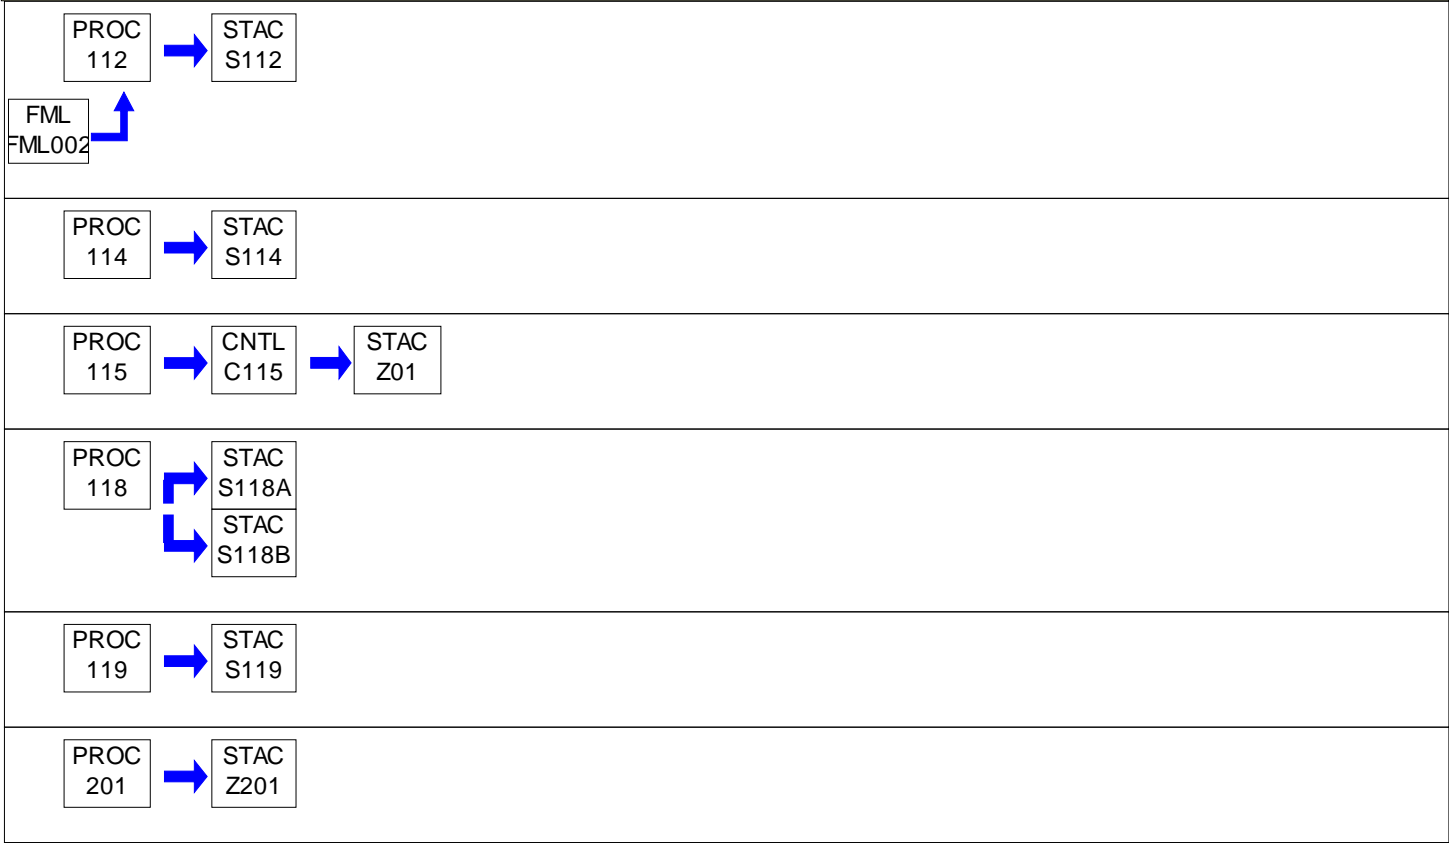 PROC
112
STAC
S112
FML
FML002
PROC
114
STAC
S114
PROC
115
CNTL
C115
STAC
Z01
PROC
118
STAC
S118A
STAC
S118B
PROC
119
STAC
S119
PROC
201
STAC
Z201